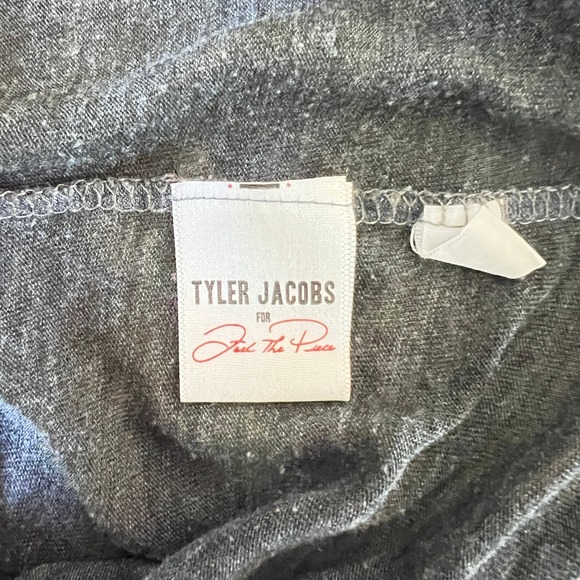 TYLER JACOBS
FOR
Feel The Piece